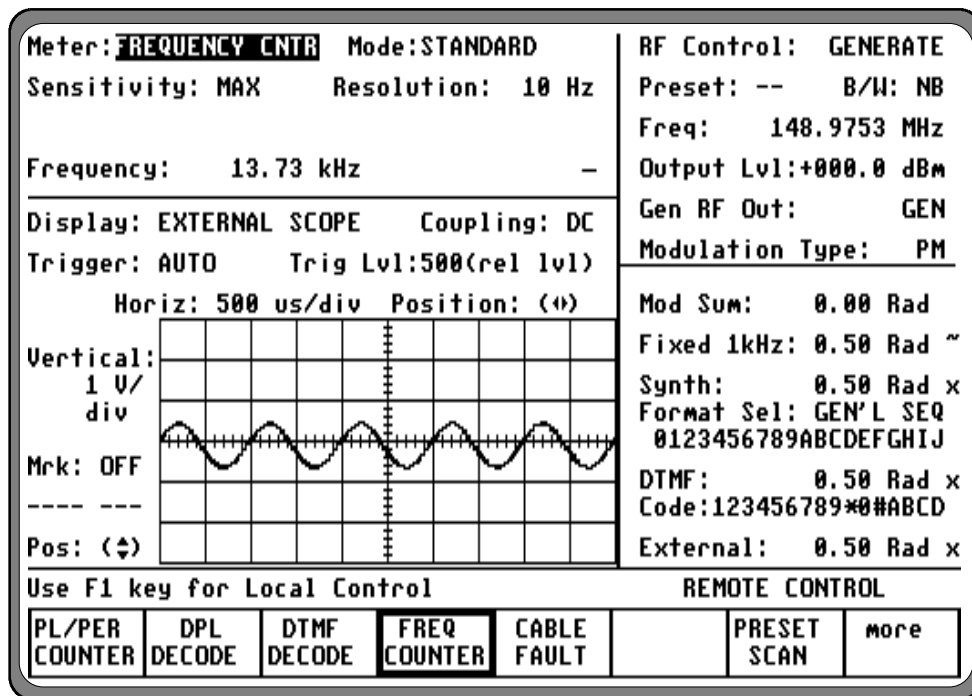 Meter:FREQUENCY CNTR Mode:STANDARD
Sensitivity: MAX Resolution: 10 Hz
Frequency: 13.73 kHz –
Display: EXTERNAL SCOPE Coupling: DC
Trigger: AUTO Trig Lvl:500(rel lvl)
Horiz: 500 us/div Position: (◂▸)
Vertical:
1 V/
div
Mrk: OFF
---- ---
Pos: (▴▾)
RF Control: GENERATE
Preset: -- B/W: NB
Freq: 148.9753 MHz
Output Lvl:+000.0 dBm
Gen RF Out: GEN
Modulation Type: PM
Mod Sum: 0.00 Rad
Fixed 1kHz: 0.50 Rad ~
Synth: 0.50 Rad x
Format Sel: GEN'L SEQ
0123456789ABCDEFGHIJ
DTMF: 0.50 Rad x
Code:123456789*0#ABCD
External: 0.50 Rad x
Use F1 key for Local Control REMOTE CONTROL
PL/PER COUNTER
DPL DECODE
DTMF DECODE
FREQ COUNTER
CABLE FAULT
PRESET SCAN
more